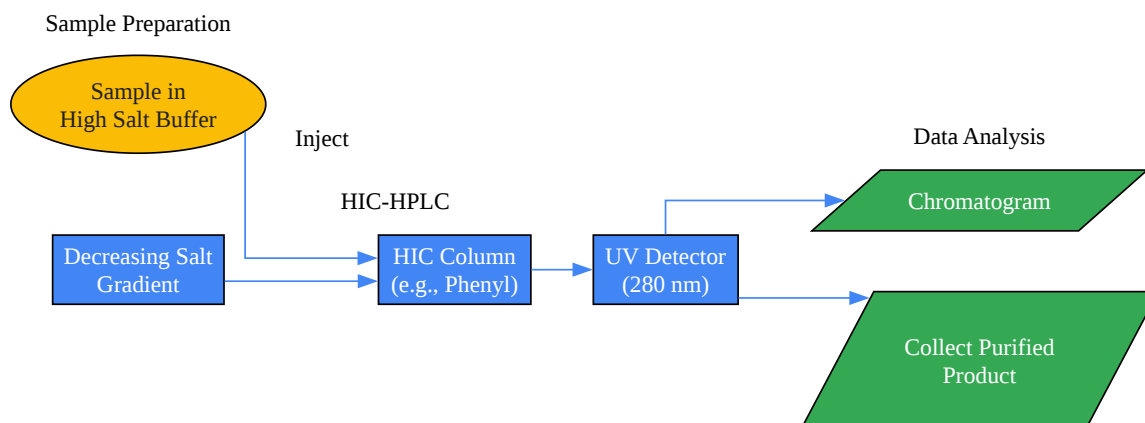 Sample Preparation
Sample in
High Salt Buffer
Inject
Data Analysis
Chromatogram
HIC-HPLC
Decreasing Salt
Gradient
HIC Column
(e.g., Phenyl)
UV Detector
(280 nm)
Collect Purified
Product